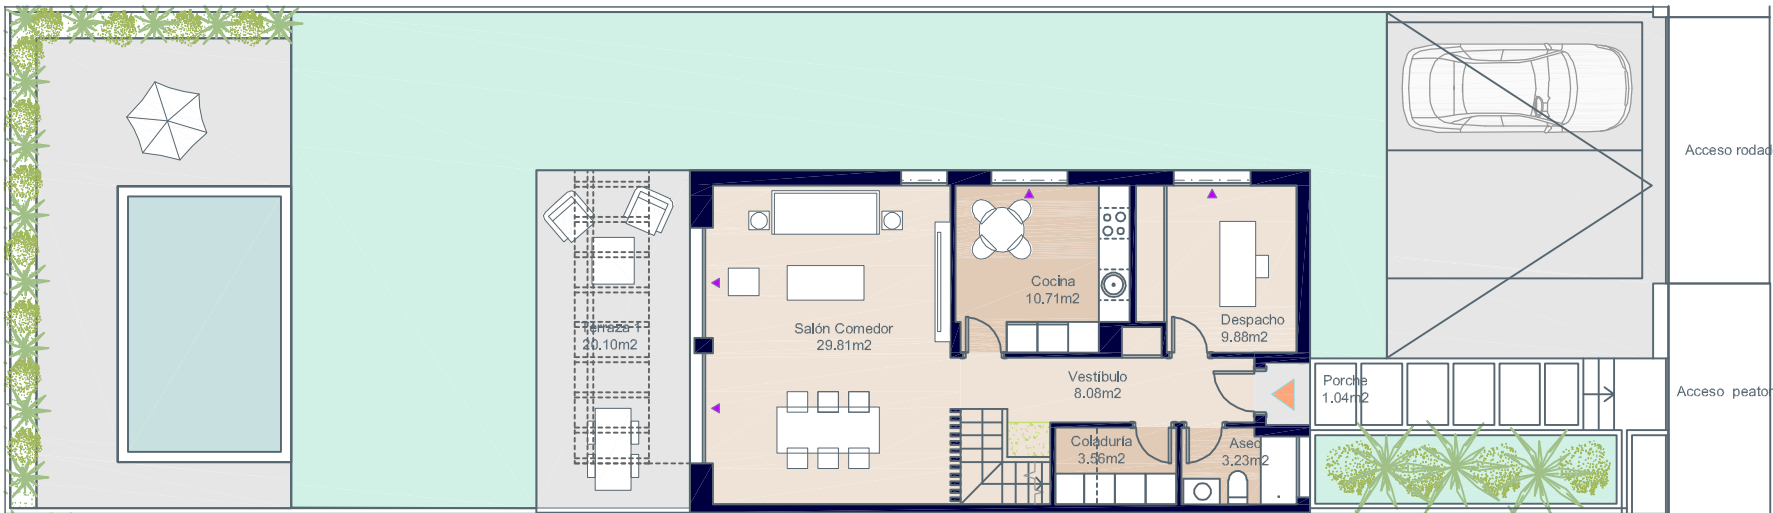 Acceso rodad
Cocina
10.71m2
Despacho
9.88m2
Terraza 1
20.10m2
Salón Comedor
29.81m2
Vestíbulo
8.08m2
Porche
1.04m2
Acceso peator
Coladuría
3.56m2
Aseo
3.23m2